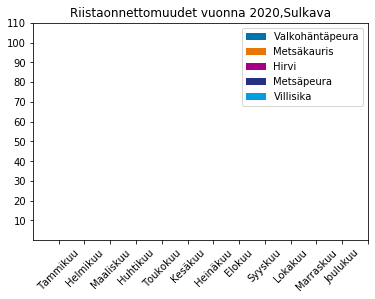 Riistaonnettomuudet vuonna 2020,Sulkava
110
100
90
80
70
60
50
40
30
20
10
Valkohäntäpeura
Metsäkauris
Hirvi
Metsäpeura
Villisika
Tammikuu
Helmikuu
Maaliskuu
Huhtikuu
Toukokuu
Kesäkuu
Heinäkuu
Elokuu
Syyskuu
Lokakuu
Marraskuu
Joulukuu